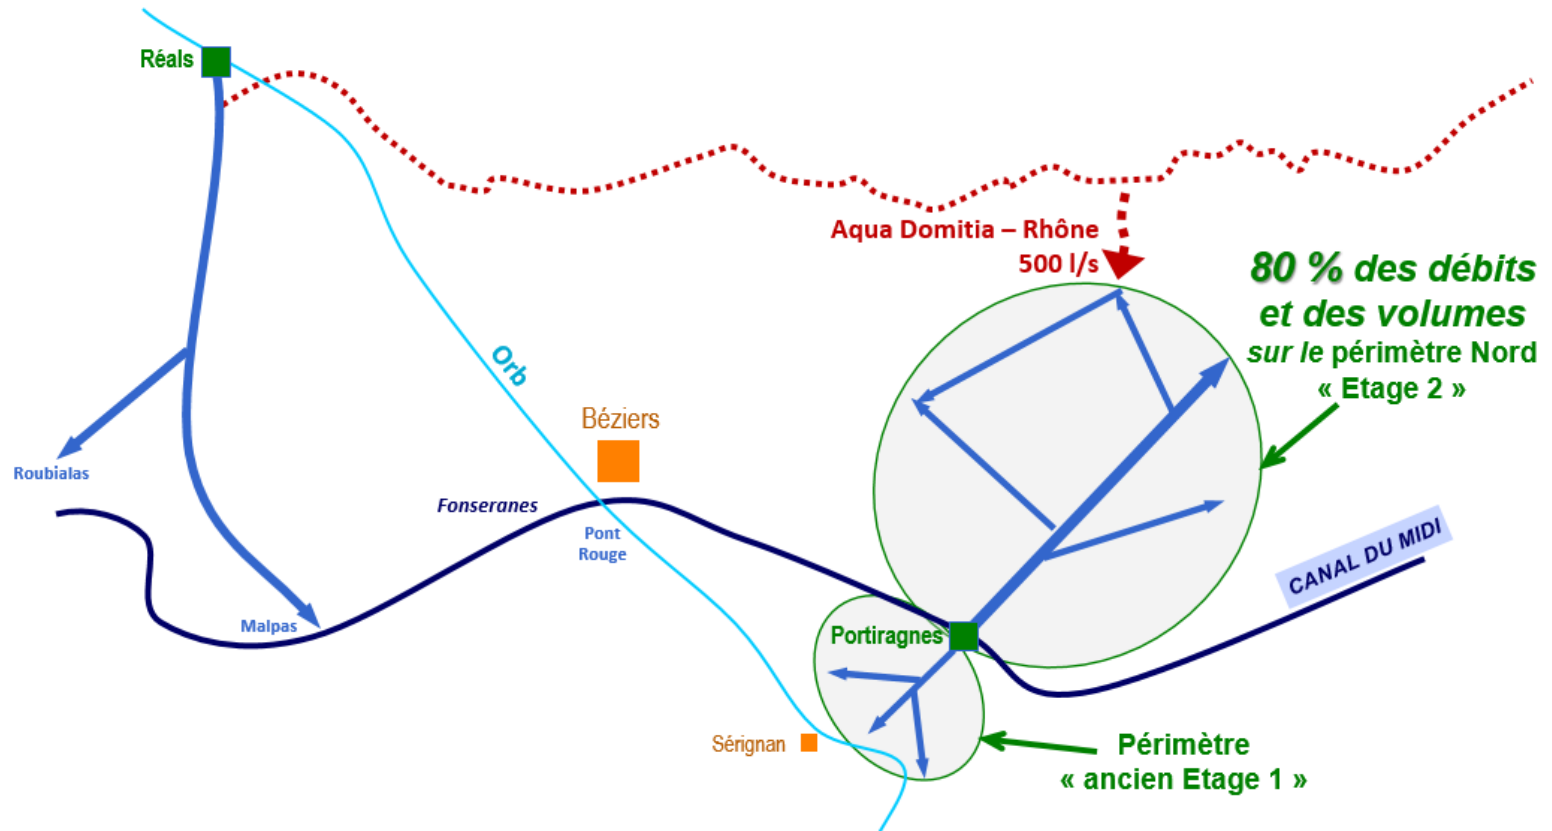 Réals
Aqua Domitia – Rhône
500 l/s
80 % des débits
et des volumes
sur le périmètre Nord
« Etage 2 »
Orb
Béziers
Roubialas
Fonseranes
Pont
Rouge
CANAL DU MIDI
Malpas
Portiragnes
Sérignan
Périmètre
« ancien Etage 1 »